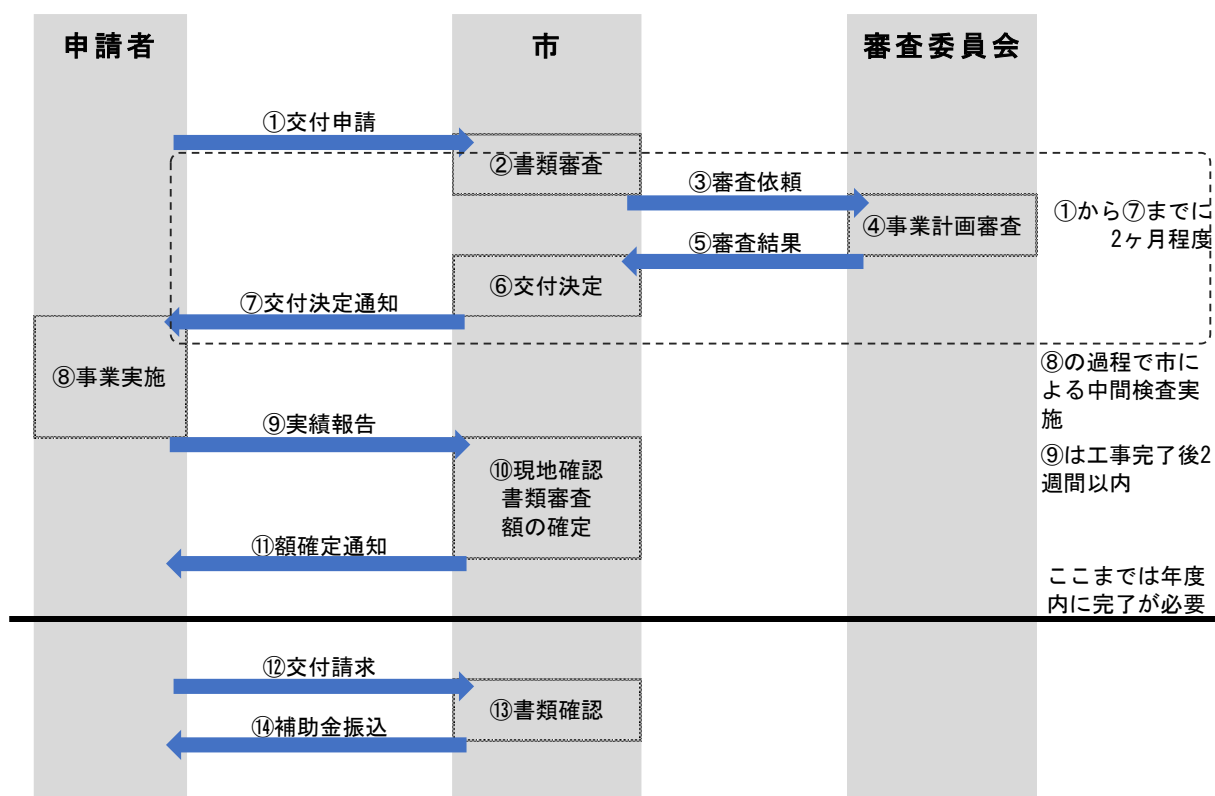 申請者
市
審査委員会
①交付申請
②書類審査
③審査依頼
④事業計画審査
①から⑦までに
2ヶ月程度
⑤審査結果
⑥交付決定
⑦交付決定通知
⑧事業実施
⑧の過程で市に
よる中間検査実
施
⑨実績報告
⑨は工事完了後2
週間以内
⑩現地確認
書類審査
額の確定
⑪額確定通知
ここまでは年度
内に完了が必要
⑫交付請求
⑬書類確認
⑭補助金振込